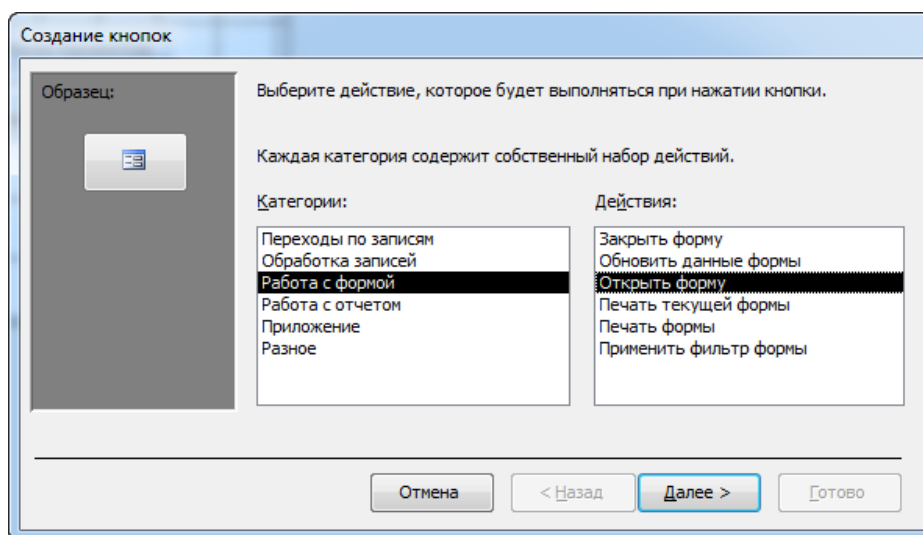 Создание кнопок
Образец:
Выберите действие, которое будет выполняться при нажатии кнопки.
Каждая категория содержит собственный набор действий.
Категории:
Переходы по записям
Обработка записей
Работа с формой
Работа с отчетом
Приложение
Разное
Действия:
Закрыть форму
Обновить данные формы
Открыть форму
Печать текущей формы
Печать формы
Применить фильтр формы
Отмена
< Назад
Далее >
Готово